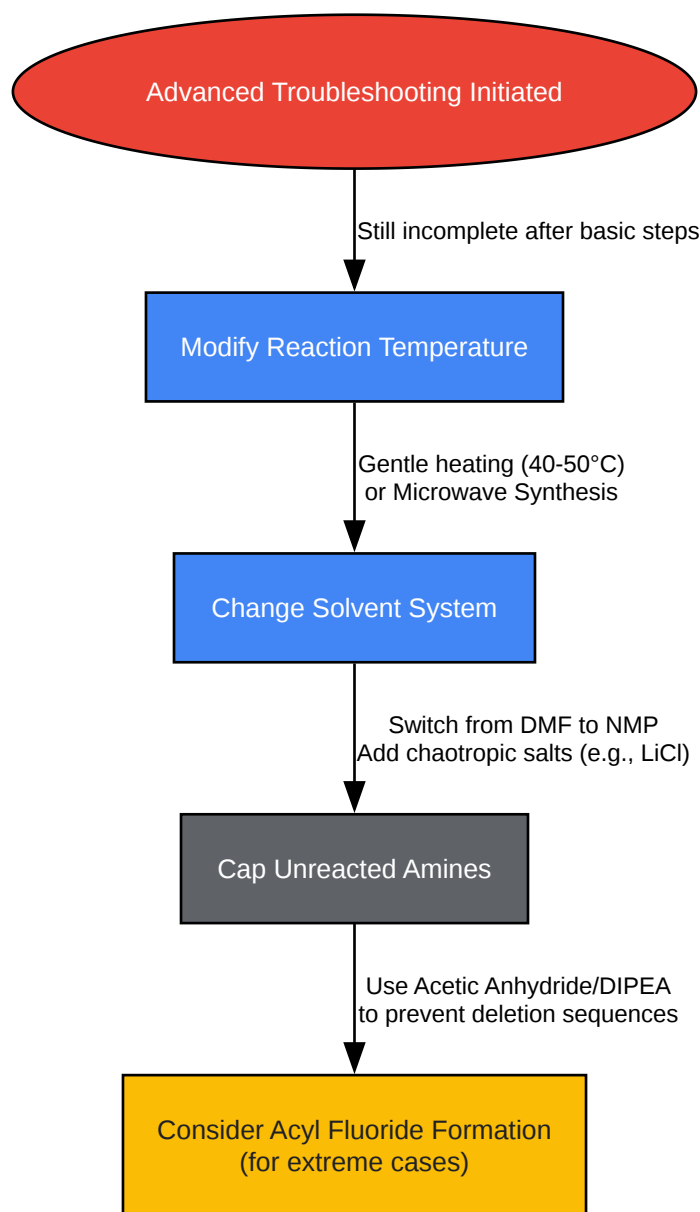 Advanced Troubleshooting Initiated
Still incomplete after basic steps
Modify Reaction Temperature
Gentle heating (40-50°C)
or Microwave Synthesis
Change Solvent System
Switch from DMF to NMP
Add chaotropic salts (e.g., LiCl)
Cap Unreacted Amines
Use Acetic Anhydride/DIPEA
to prevent deletion sequences
Consider Acyl Fluoride Formation
(for extreme cases)